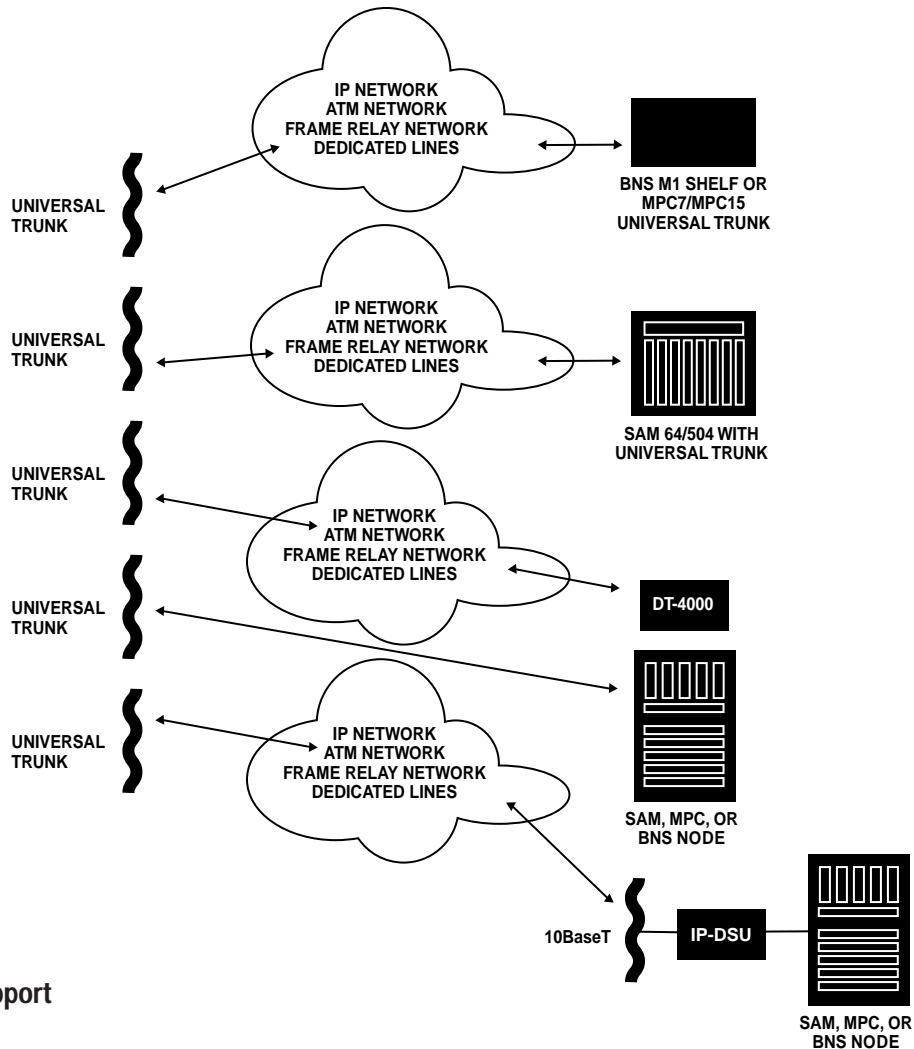 IP NETWORK
ATM NETWORK
FRAME RELAY NETWORK
DEDICATED LINES
UNIVERSAL
TRUNK
BNS M1 SHELF OR
MPC7/MPC15
UNIVERSAL TRUNK
IP NETWORK
ATM NETWORK
FRAME RELAY NETWORK
DEDICATED LINES
UNIVERSAL
TRUNK
SAM 64/504 WITH
UNIVERSAL TRUNK
UNIVERSAL
TRUNK
IP NETWORK
ATM NETWORK
FRAME RELAY NETWORK
DEDICATED LINES
DT-4000
UNIVERSAL
TRUNK
SAM, MPC, OR
BNS NODE
UNIVERSAL
TRUNK
IP NETWORK
ATM NETWORK
FRAME RELAY NETWORK
DEDICATED LINES
10BaseT
IP-DSU
SAM, MPC, OR
BNS NODE